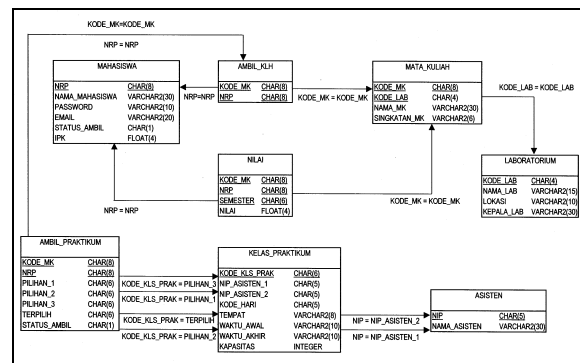 KODE_MK=KODE_MK
NRP = NRP
MAHASISWA
NRP CHAR(8)
NAMA_MAHASISWA VARCHAR2(30)
PASSWORD VARCHAR2(10)
EMAIL VARCHAR2(20)
STATUS_AMBIL CHAR(1)
IPK FLOAT(4)
NRP=NRP
AMBIL_KLH
KODE_MK CHAR(8)
NRP CHAR(8)
KODE_MK = KODE_MK
MATA_KULIAH
KODE_MK CHAR(8)
KODE_LAB CHAR(4)
NAMA_MK VARCHAR2(30)
SINGKATAN_MK VARCHAR2(6)
KODE_LAB = KODE_LAB
NILAI
KODE_MK CHAR(8)
NRP CHAR(8)
SEMESTER CHAR(6)
NILAI FLOAT(4)
NRP = NRP
KODE_MK = KODE_MK
LABORATORIUM
KODE_LAB CHAR(4)
NAMA_LAB VARCHAR2(15)
LOKASI VARCHAR2(10)
KEPALA_LAB VARCHAR2(30)
AMBIL_PRAKTIKUM
KODE_MK CHAR(8)
NRP CHAR(8)
PILIHAN_1 CHAR(6)
PILIHAN_2 CHAR(6)
PILIHAN_3 CHAR(6)
TERPILIH CHAR(6)
STATUS_AMBIL CHAR(1)
KODE_KLS_PRAK = PILIHAN_3
KODE_KLS_PRAK = PILIHAN_1
KODE_KLS_PRAK = TERPILIH
KODE_KLS_PRAK = PILIHAN_2
KELAS_PRAKTIKUM
KODE_KLS_PRAK CHAR(6)
NIP_ASISTEN_1 CHAR(5)
NIP_ASISTEN_2 CHAR(5)
KODE_HARI CHAR(5)
TEMPAT VARCHAR2(8)
WAKTU_AWAL VARCHAR2(10)
WAKTU_AKHIR VARCHAR2(10)
KAPASITAS INTEGER
NIP = NIP_ASISTEN_2
NIP = NIP_ASISTEN_1
ASISTEN
NIP CHAR(5)
NAMA_ASISTEN VARCHAR2(30)